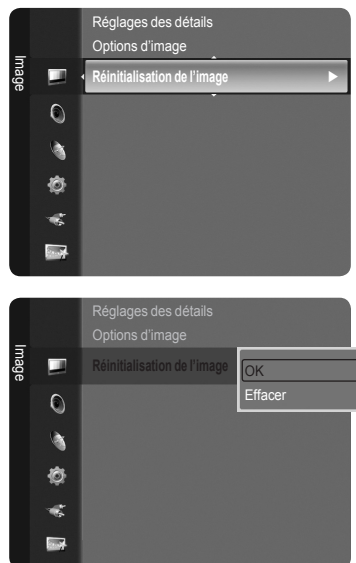 Réglages des détails
Options d'image
Image
Réinitialisation de l'image
Réglages des détails
Options d'image
Image
Réinitialisation de l'image
OK
Effacer